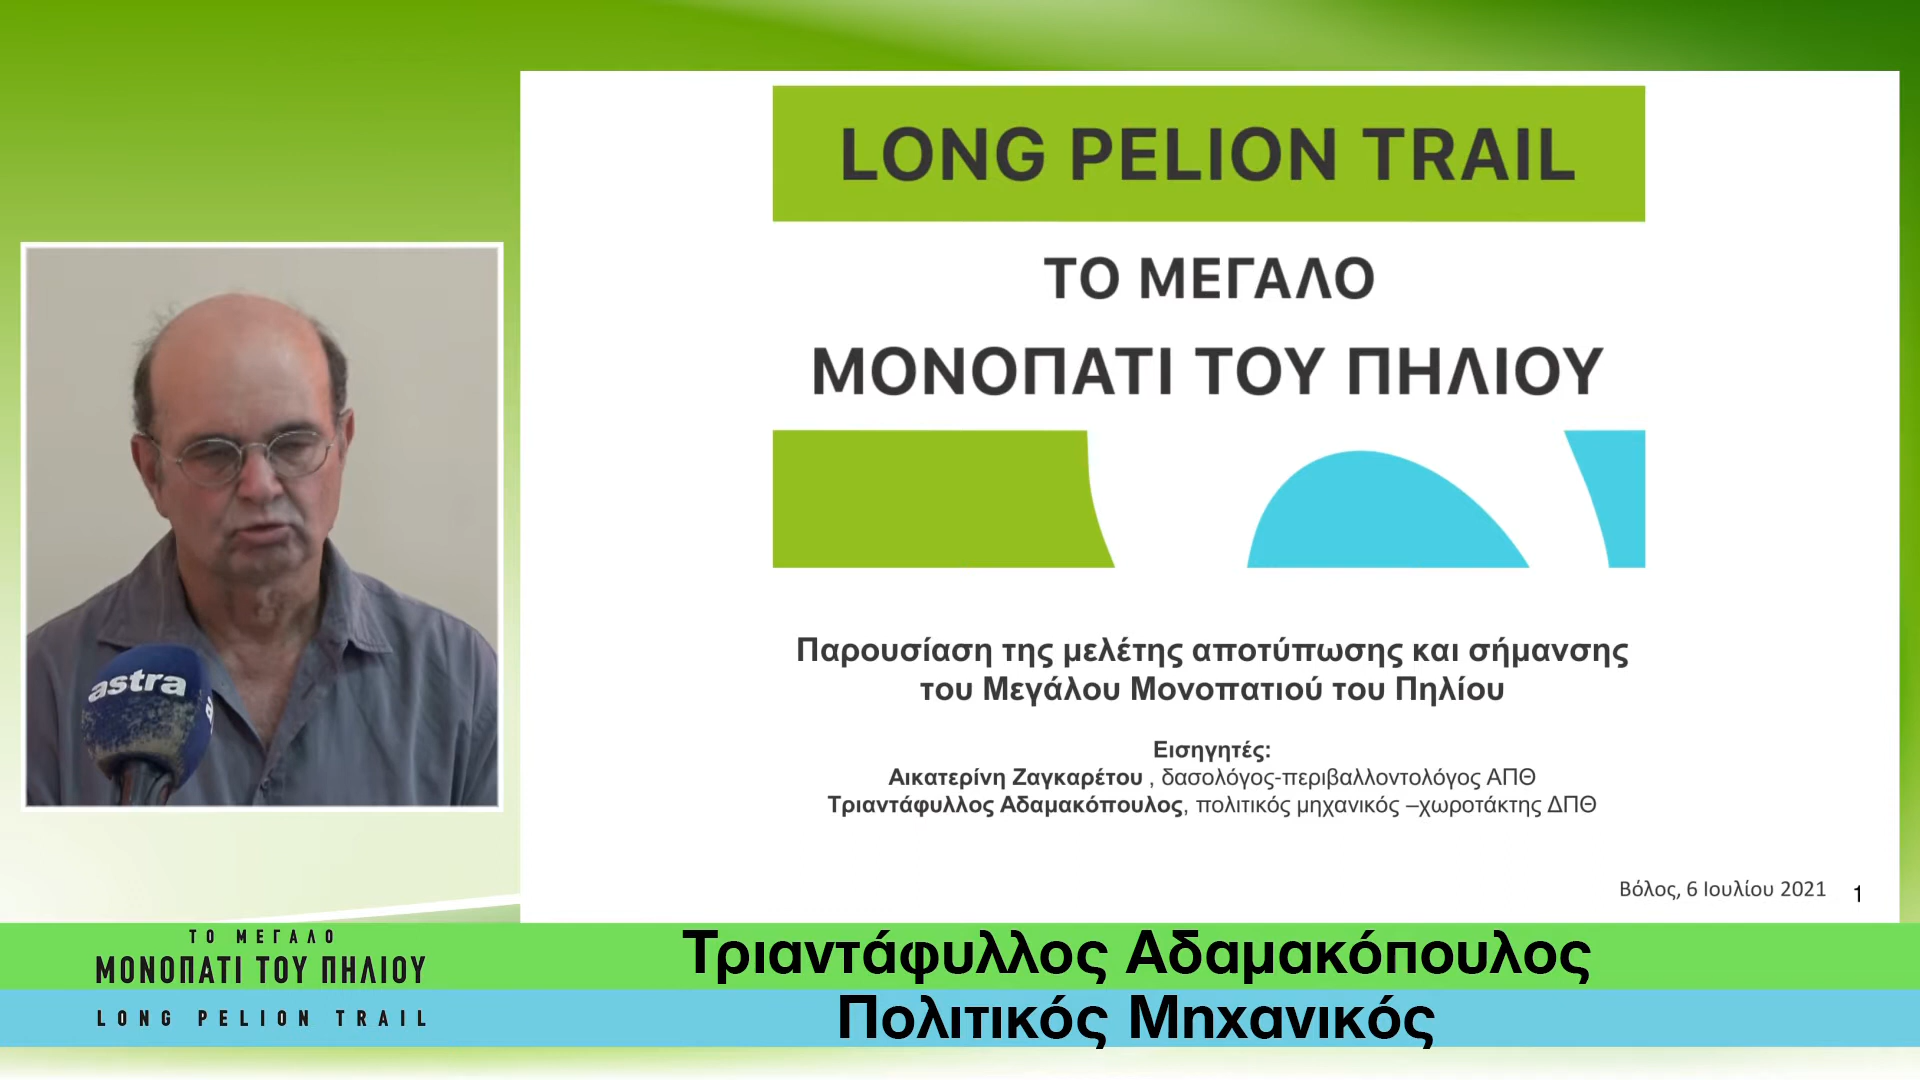 LONG PELION TRAIL
ΤΟ ΜΕΓΑΛΟ
ΜΟΝΟΠΑΤΙ ΤΟΥ ΠΗΛΙΟΥ
Παρουσίαση της μελέτης αποτύπωσης και σήμανσης
του Μεγάλου Μονοπατιού του Πηλίου
Εισηγητές:
Αικατερίνη Ζαγκαρέτου , δασολόγος-περιβαλλοντολόγος ΑΠΘ
Τριαντάφυλλος Αδαμακόπουλος, πολιτικός μηχανικός –χωροτάκτης ΔΠΘ
Βόλος, 6 Ιουλίου 2021 1
astra
ΤΟ ΜΕΓΑΛΟ
ΜΟΝΟΠΑΤΙ ΤΟΥ ΠΗΛΙΟΥ
LONG PELION TRAIL
Τριαντάφυλλος Αδαμακόπουλος
Πολιτικός Μηχανικός